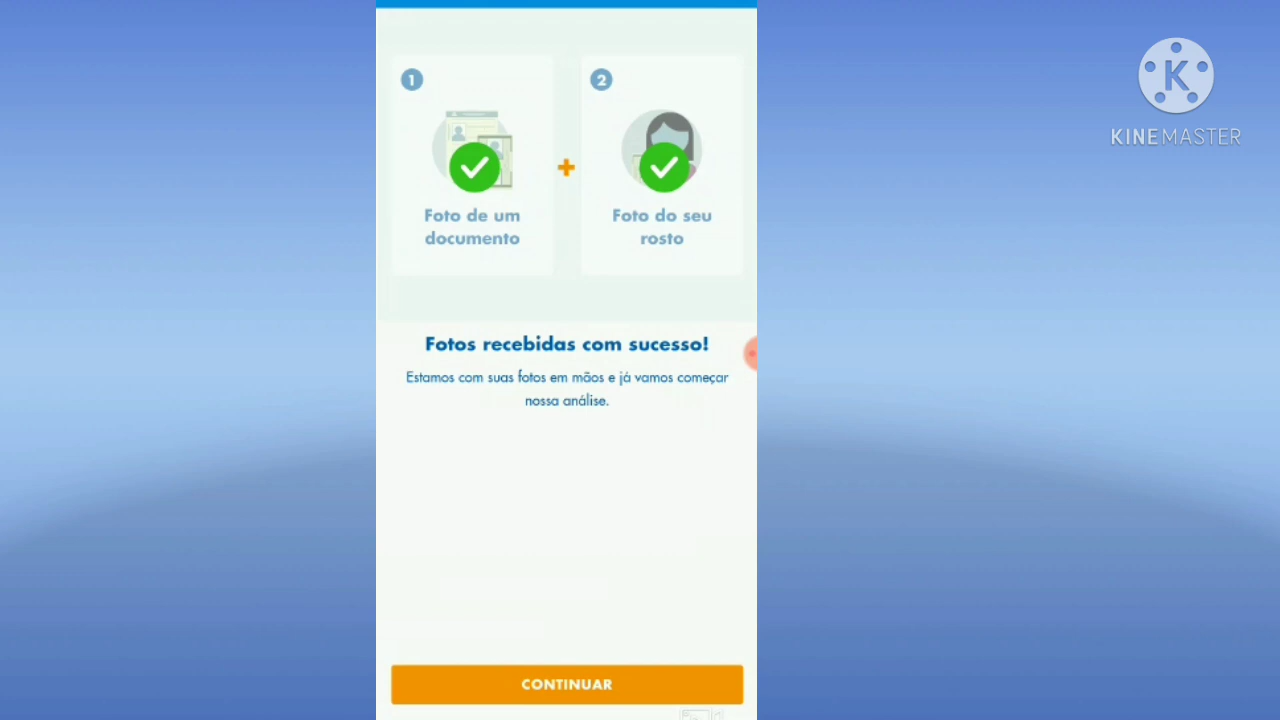 K
KINEMASTER
1
2
Foto de um
documento
Foto do seu
rosto
Fotos recebidas com sucesso!
Estamos com suas fotos em mãos e já vamos começar
nossa análise.
CONTINUAR